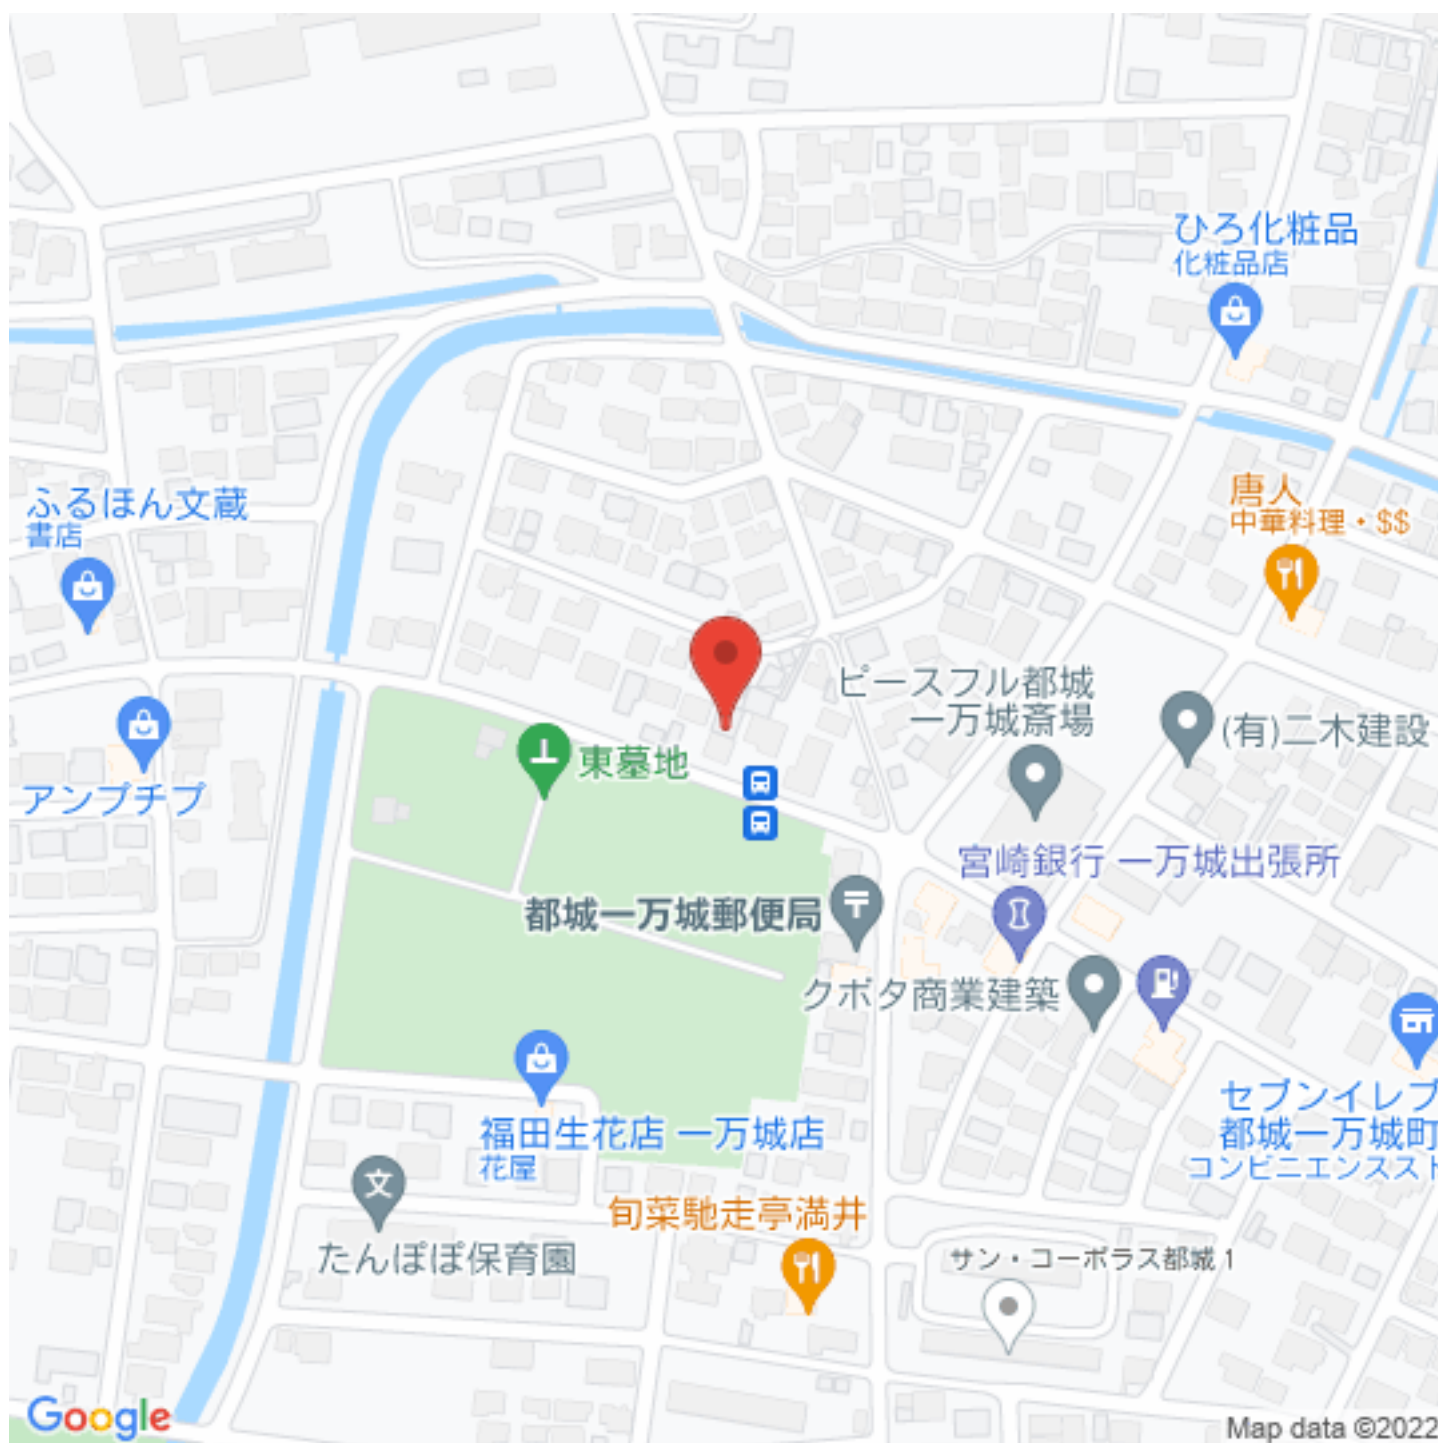 ひろ化粧品
化粧品店
唐人
中華料理・$$
ふるほん文蔵
書店
ピースフル都城
一万城斎場
(有)二木建設
東墓地
アンプチプ
宮崎銀行 一万城出張所
都城一万城郵便局
〒
クボタ商業建築
セブンイレブ
都城一万城町
コンビニエンススト
福田生花店 一万城店
花屋
文
旬菜馳走亭満井
たんぽぽ保育園
サン・コーポラス都城 1
Google
Map data ©2022